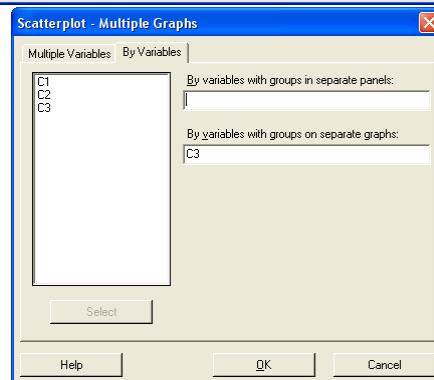 Scatterplot - Multiple Graphs
Multiple Variables By Variables
C1
C2
C3
By variables with groups in separate panels:
By variables with groups on separate graphs:
C3
Select
Help OK Cancel